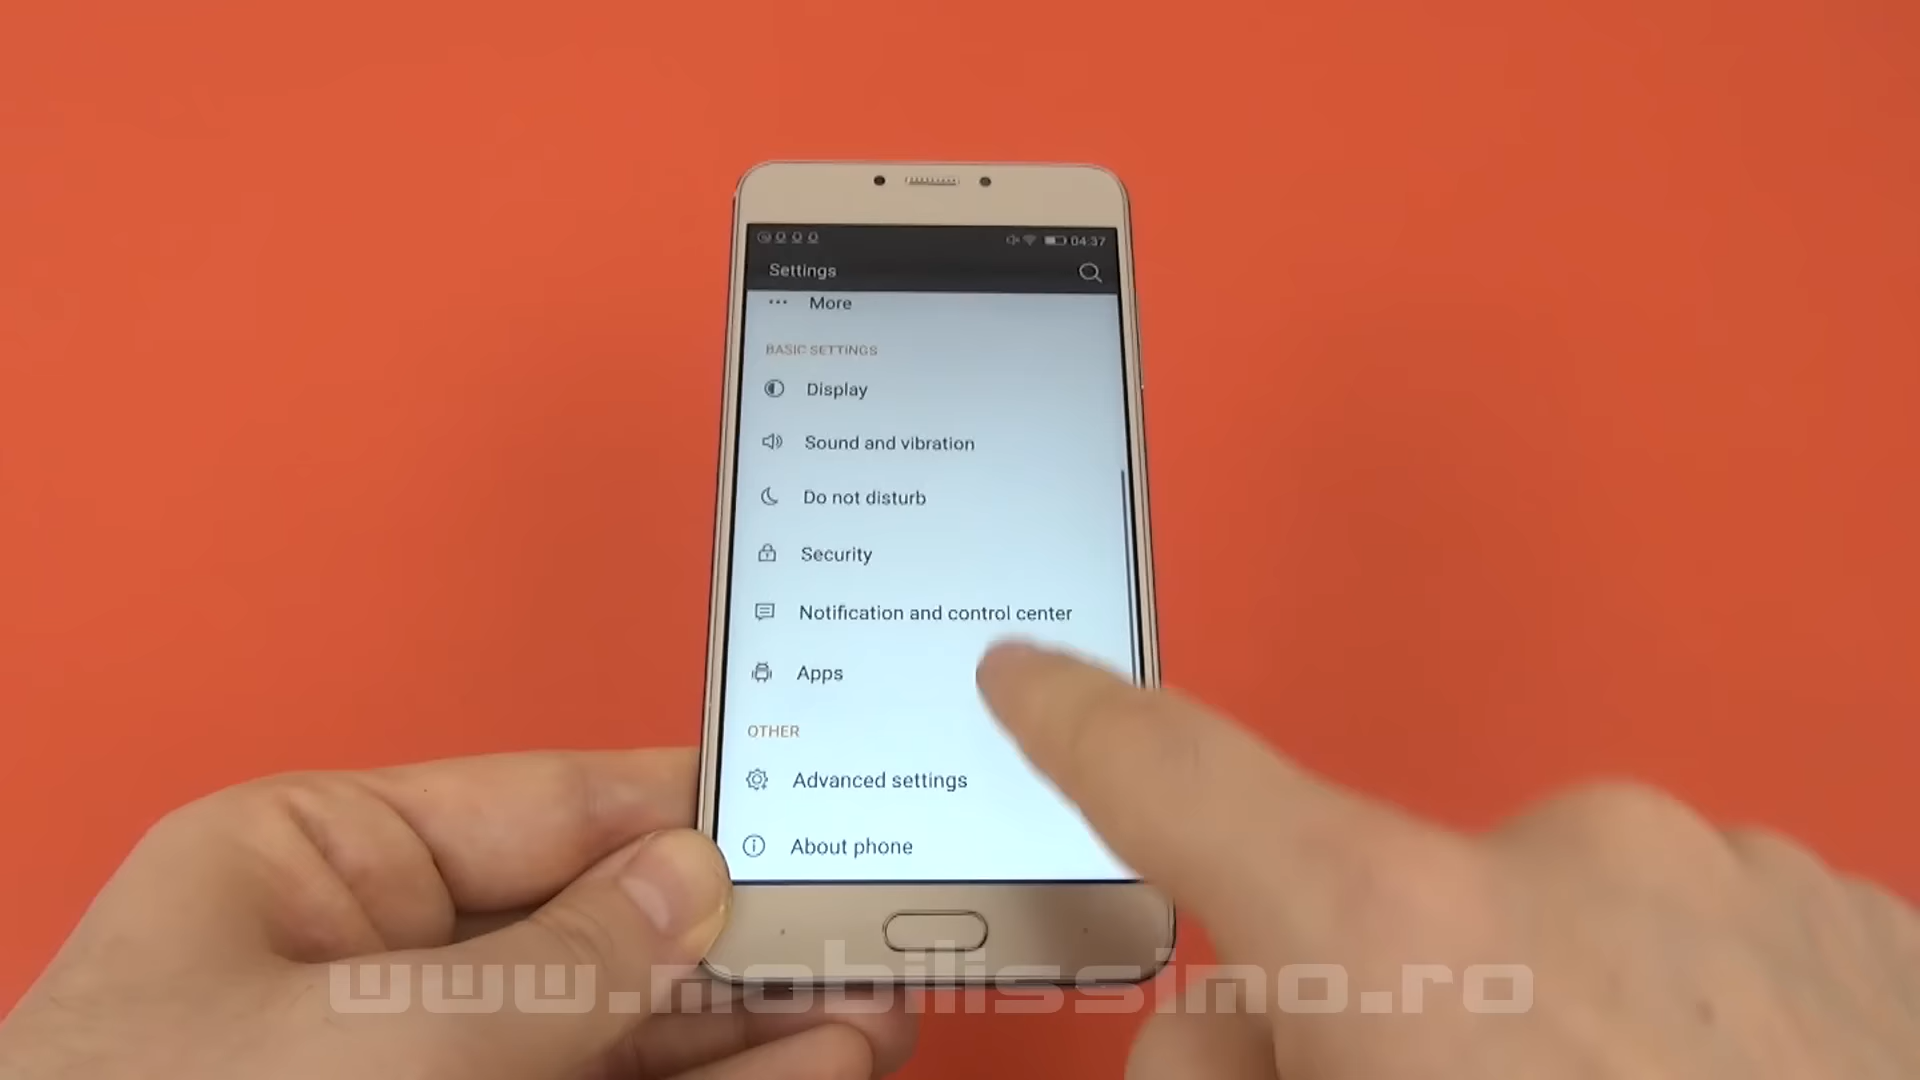 04:37
Settings
More
BASIC SETTINGS
Display
Sound and vibration
Do not disturb
Security
Notification and control center
Apps
OTHER
Advanced settings
About phone
www.mobilissimo.ro